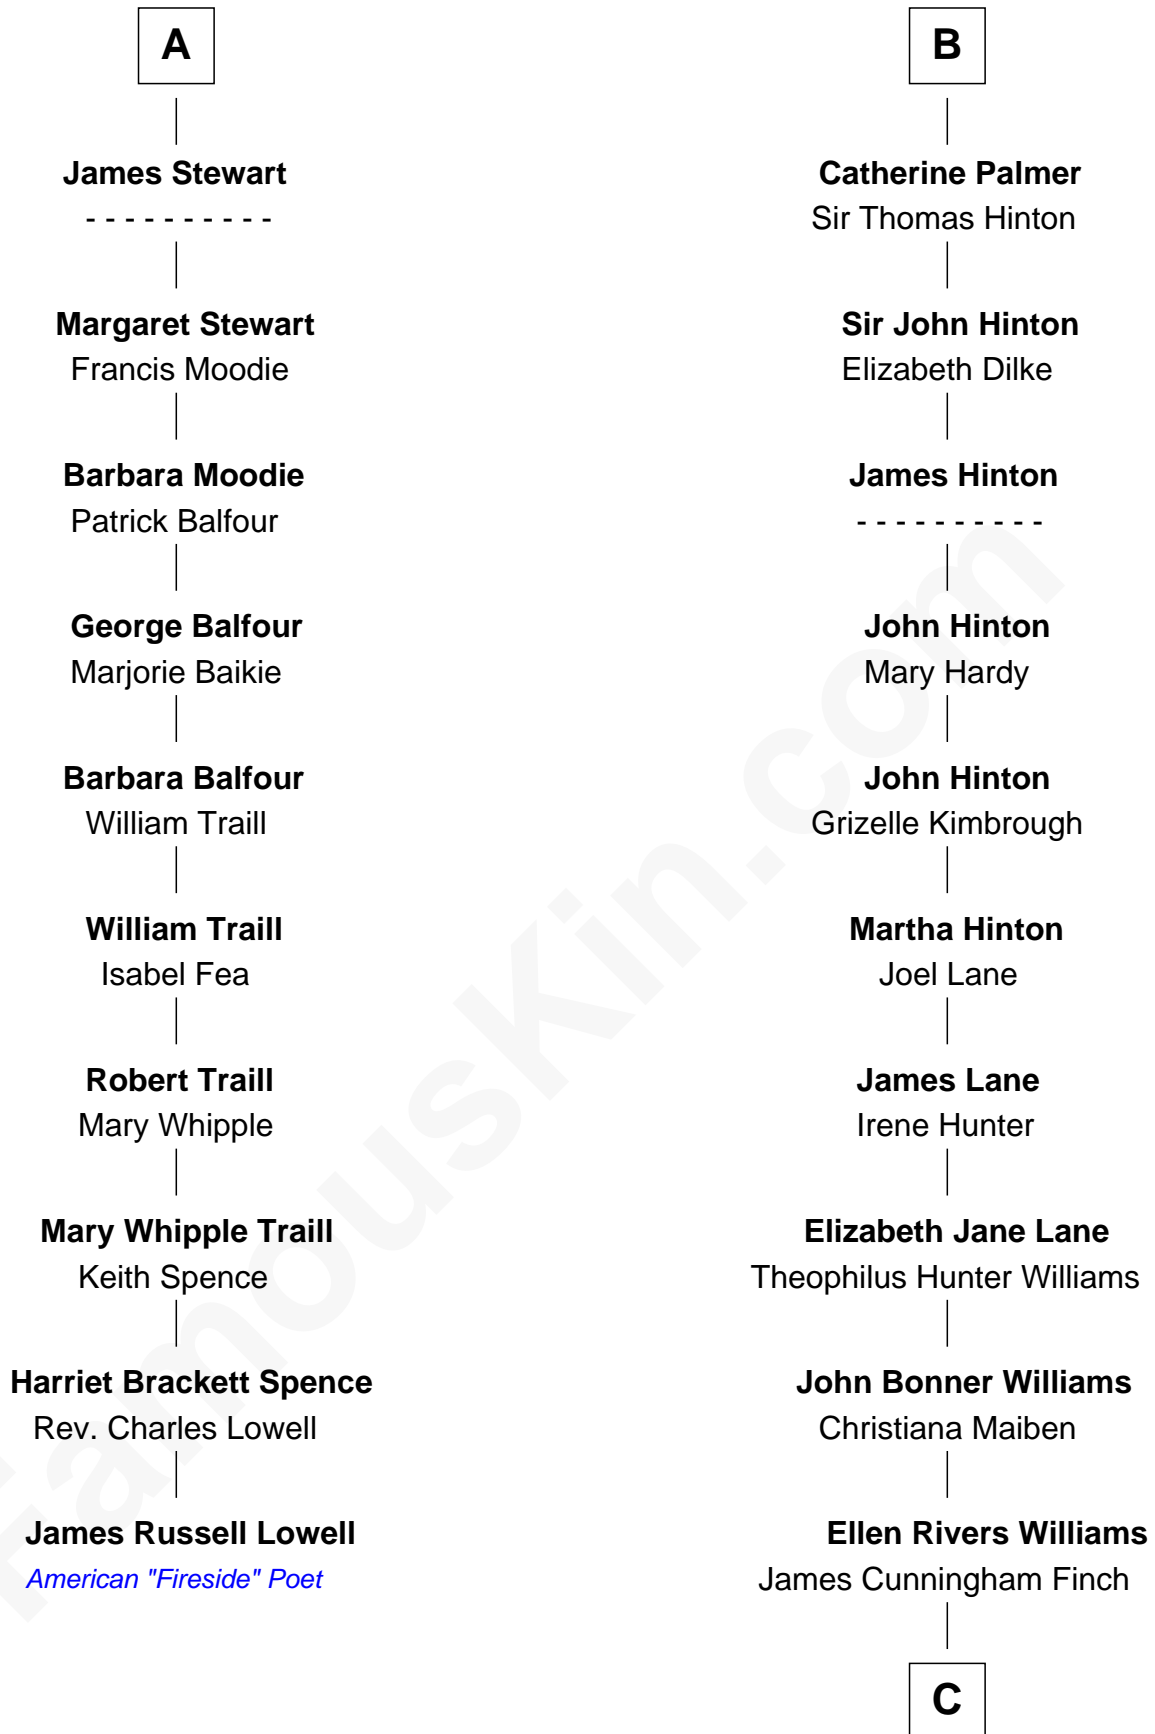 A
James Stewart
- - - - - - - - - -
Margaret Stewart
Francis Moodie
Barbara Moodie
Patrick Balfour
George Balfour
Marjorie Baikie
Barbara Balfour
William Traill
William Traill
Isabel Fea
Robert Traill
Mary Whipple
Mary Whipple Traill
Keith Spence
Harriet Brackett Spence
Rev. Charles Lowell
James Russell Lowell
American "Fireside" Poet
B
Catherine Palmer
Sir Thomas Hinton
Sir John Hinton
Elizabeth Dilke
James Hinton
- - - - - - - - - -
John Hinton
Mary Hardy
John Hinton
Grizelle Kimbrough
Martha Hinton
Joel Lane
James Lane
Irene Hunter
Elizabeth Jane Lane
Theophilus Hunter Williams
John Bonner Williams
Christiana Maiben
Ellen Rivers Williams
James Cunningham Finch
C
FamousKin.com